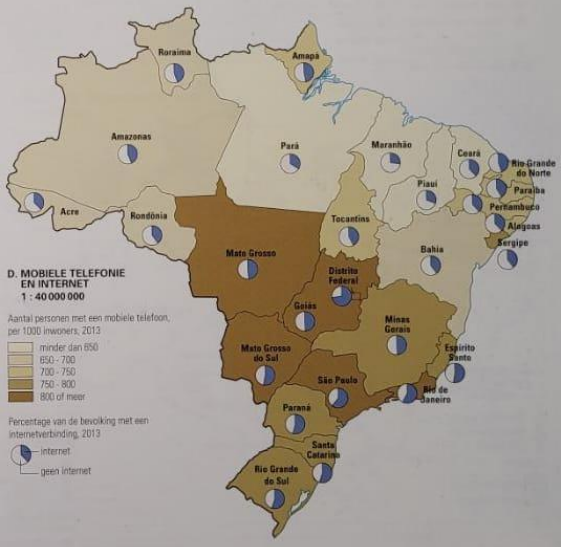 Roraima
Amapá
Amazonas
Pará
Maranhão
Ceará
Rio Grande
do Norte
Paraíba
Piauí
Pernambuco
Acre
Rondônia
Tocantins
Alagoas
Sergipe
Bahia
Mato Grosso
Distrito
Federal
Goiás
Minas
Gerais
Mato Grosso
do Sul
Espírito
Santo
São Paulo
Rio de
Janeiro
Paraná
Santa
Catarina
Rio Grande
do Sul
D. MOBIELE TELEFONIE
EN INTERNET
1 : 40 000 000
Aantal personen met een mobiele telefoon,
per 1000 inwoners, 2013
minder dan 650
650 - 700
700 - 750
750 - 800
800 of meer
Percentage van de bevolking met een
internetverbinding, 2013
internet
geen internet